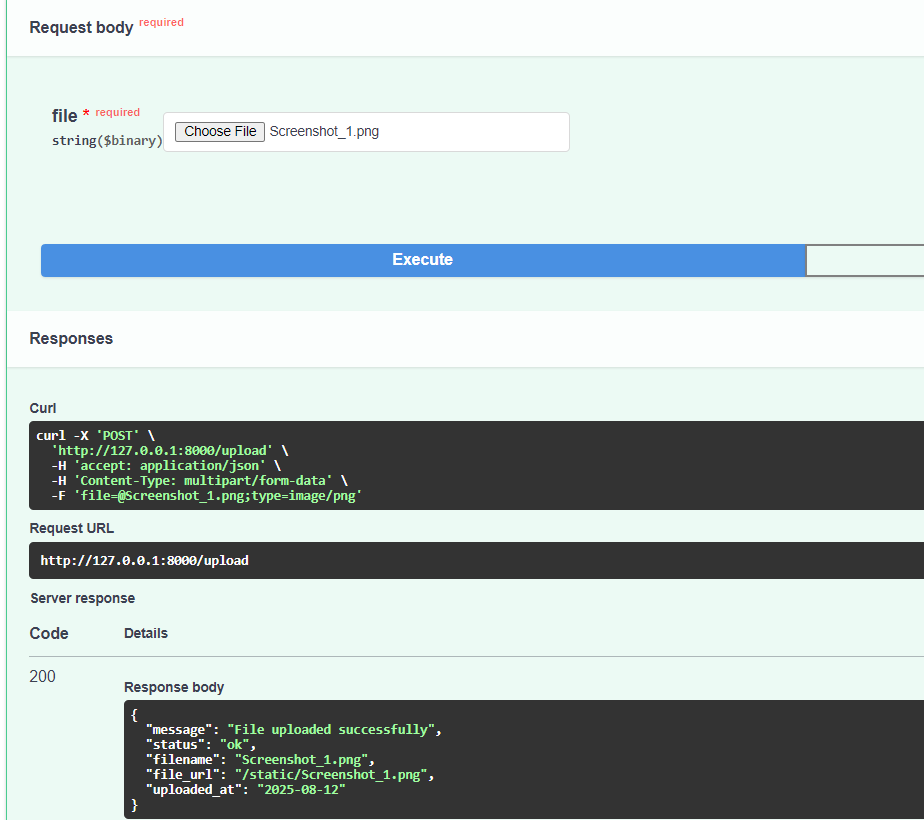 Request body required
file * required
string($binary)
Choose File Screenshot_1.png
Execute
Responses
Curl
curl -X 'POST' \
  'http://127.0.0.1:8000/upload' \
  -H 'accept: application/json' \
  -H 'Content-Type: multipart/form-data' \
  -F 'file=@Screenshot_1.png;type=image/png'
Request URL
http://127.0.0.1:8000/upload
Server response
Code Details
200
Response body
{
  "message": "File uploaded successfully",
  "status": "ok",
  "filename": "Screenshot_1.png",
  "file_url": "/static/Screenshot_1.png",
  "uploaded_at": "2025-08-12"
}